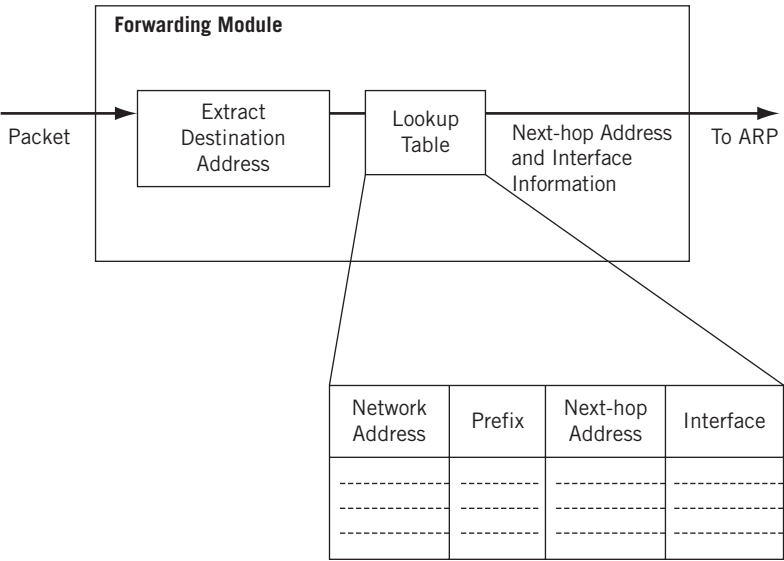 Forwarding Module
Packet
Extract
Destination
Address
Lookup
Table
Next-hop Address
and Interface
Information
To ARP
Network
Address
Prefix
Next-hop
Address
Interface